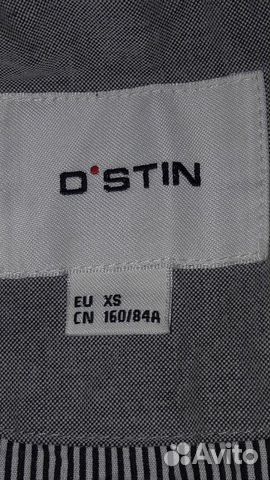 O'STIN
EU XS
CN 160/84A
Avito